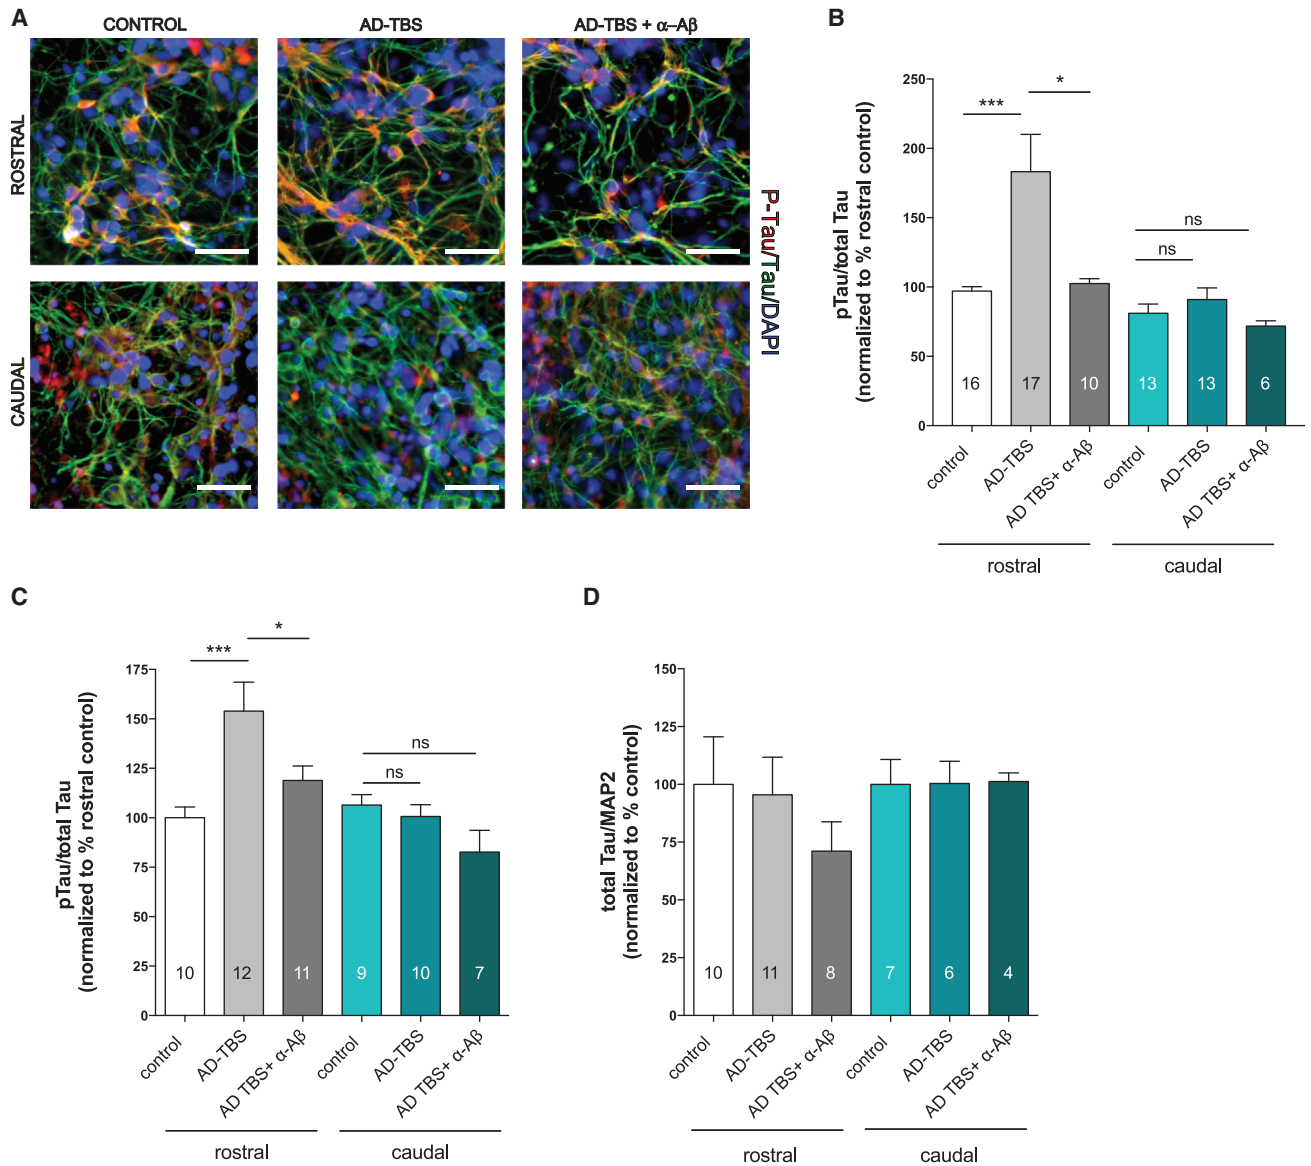 A
CONTROL
AD-TBS
AD-TBS + α–Aβ
ROSTRAL
CAUDAL
P-Tau/Tau/DAPI
B
pTau/total Tau
(normalized to % rostral control)
250
200
150
100
50
0
***
*
ns
ns
16
17
10
13
13
6
control
AD-TBS
AD TBS+ α-Aβ
control
AD-TBS
AD TBS+ α-Aβ
rostral
caudal
C
pTau/total Tau
(normalized to % rostral control)
175
150
125
100
75
50
25
0
***
*
ns
ns
10
12
11
9
10
7
control
AD-TBS
AD TBS+ α-Aβ
control
AD-TBS
AD TBS+ α-Aβ
rostral
caudal
D
total Tau/MAP2
(normalized to % control)
150
125
100
75
50
25
0
10
11
8
7
6
4
control
AD-TBS
AD TBS+ α-Aβ
control
AD-TBS
AD TBS+ α-Aβ
rostral
caudal